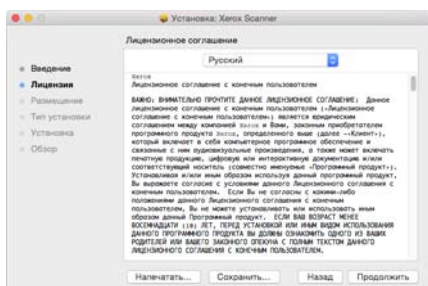 Установка: Xerox Scanner
Лицензионное соглашение
Русский
Введение
Лицензия
Размещение
Тип установки
Установка
Обзор
Xerox
Лицензионное соглашение с конечным пользователем
ВАЖНО: ВНИМАТЕЛЬНО ПРОЧТИТЕ ДАННОЕ ЛИЦЕНЗИОННОЕ СОГЛАШЕНИЕ: Данное
лицензионное соглашение с конечным пользователем («Лицензионное
соглашение с конечным пользователем») является юридическим
соглашением между компанией Xerox и Вами, законным приобретателем
программного продукта Xerox, определенного выше (далее –«Клиент»),
который включает в себя компьютерное программное обеспечение и
связанные с ним аудиовизуальные произведения, а также может включать
печатную продукцию, цифровую или интерактивную документацию и/или
соответствующий носитель (совместно именуемые «Программный продукт»).
Устанавливая и/или иным образом используя данный программный продукт,
Вы выражаете согласие с условиями данного Лицензионного соглашения с
конечным пользователем. Если Вы не согласны с какими-либо
положениями данного Лицензионного соглашения с конечным
пользователем, Вы не можете устанавливать или использовать иным
образом данный Программный продукт. ЕСЛИ ВАШ ВОЗРАСТ МЕНЕЕ
ВОСЕМНАДЦАТИ (18) ЛЕТ, ПЕРЕД УСТАНОВКОЙ ИЛИ ИНЫМ ВИДОМ ИСПОЛЬЗОВАНИЯ
ДАННОГО ПРОГРАММНОГО ПРОДУКТА ВЫ ДОЛЖНЫ ОЗНАКОМИТЬ ОДНОГО ИЗ ВАШИХ
РОДИТЕЛЕЙ ИЛИ ВАШЕГО ЗАКОННОГО ОПЕКУНА С ПОЛНЫМ ТЕКСТОМ ДАННОГО
ЛИЦЕНЗИОННОГО СОГЛАШЕНИЯ С КОНЕЧНЫМ ПОЛЬЗОВАТЕЛЕМ.
Напечатать...
Сохранить...
Назад
Продолжить